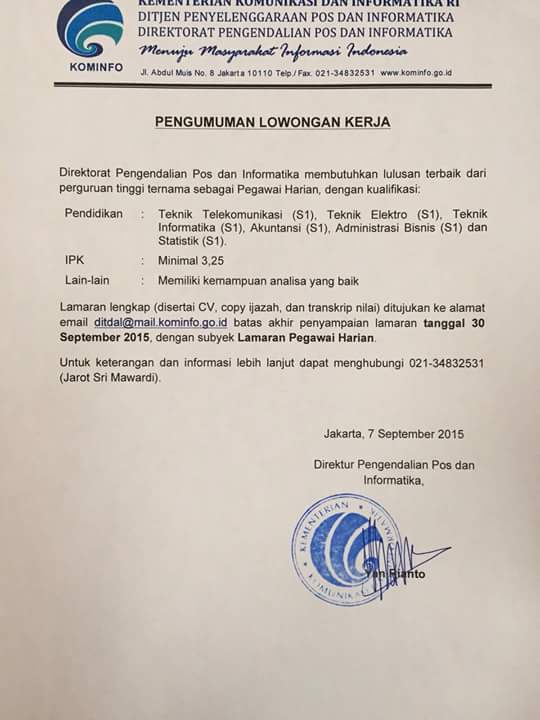 KEMENTERIAN KOMUNIKASI DAN INFORMATIKA RI
DITJEN PENYELENGGARAAN POS DAN INFORMATIKA
DIREKTORAT PENGENDALIAN POS DAN INFORMATIKA
Menuju Masyarakat Informasi Indonesia
KOMINFO
Jl. Abdul Muis No. 8 Jakarta 10110 Telp./ Fax. 021-34832531 www.kominfo.go.id
PENGUMUMAN LOWONGAN KERJA
Direktorat Pengendalian Pos dan Informatika membutuhkan lulusan terbaik dari
perguruan tinggi ternama sebagai Pegawai Harian, dengan kualifikasi:
Pendidikan : Teknik Telekomunikasi (S1), Teknik Elektro (S1), Teknik
Informatika (S1), Akuntansi (S1), Administrasi Bisnis (S1) dan
Statistik (S1).
IPK : Minimal 3,25
Lain-lain : Memiliki kemampuan analisa yang baik
Lamaran lengkap (disertai CV, copy ijazah, dan transkrip nilai) ditujukan ke alamat
email ditdal@mail.kominfo.go.id batas akhir penyampaian lamaran tanggal 30
September 2015, dengan subyek Lamaran Pegawai Harian.
Untuk keterangan dan informasi lebih lanjut dapat menghubungi 021-34832531
(Jarot Sri Mawardi).
Jakarta, 7 September 2015
Direktur Pengendalian Pos dan
Informatika,
KEMENTERIAN
KOMUNIKASI
Yan Rianto